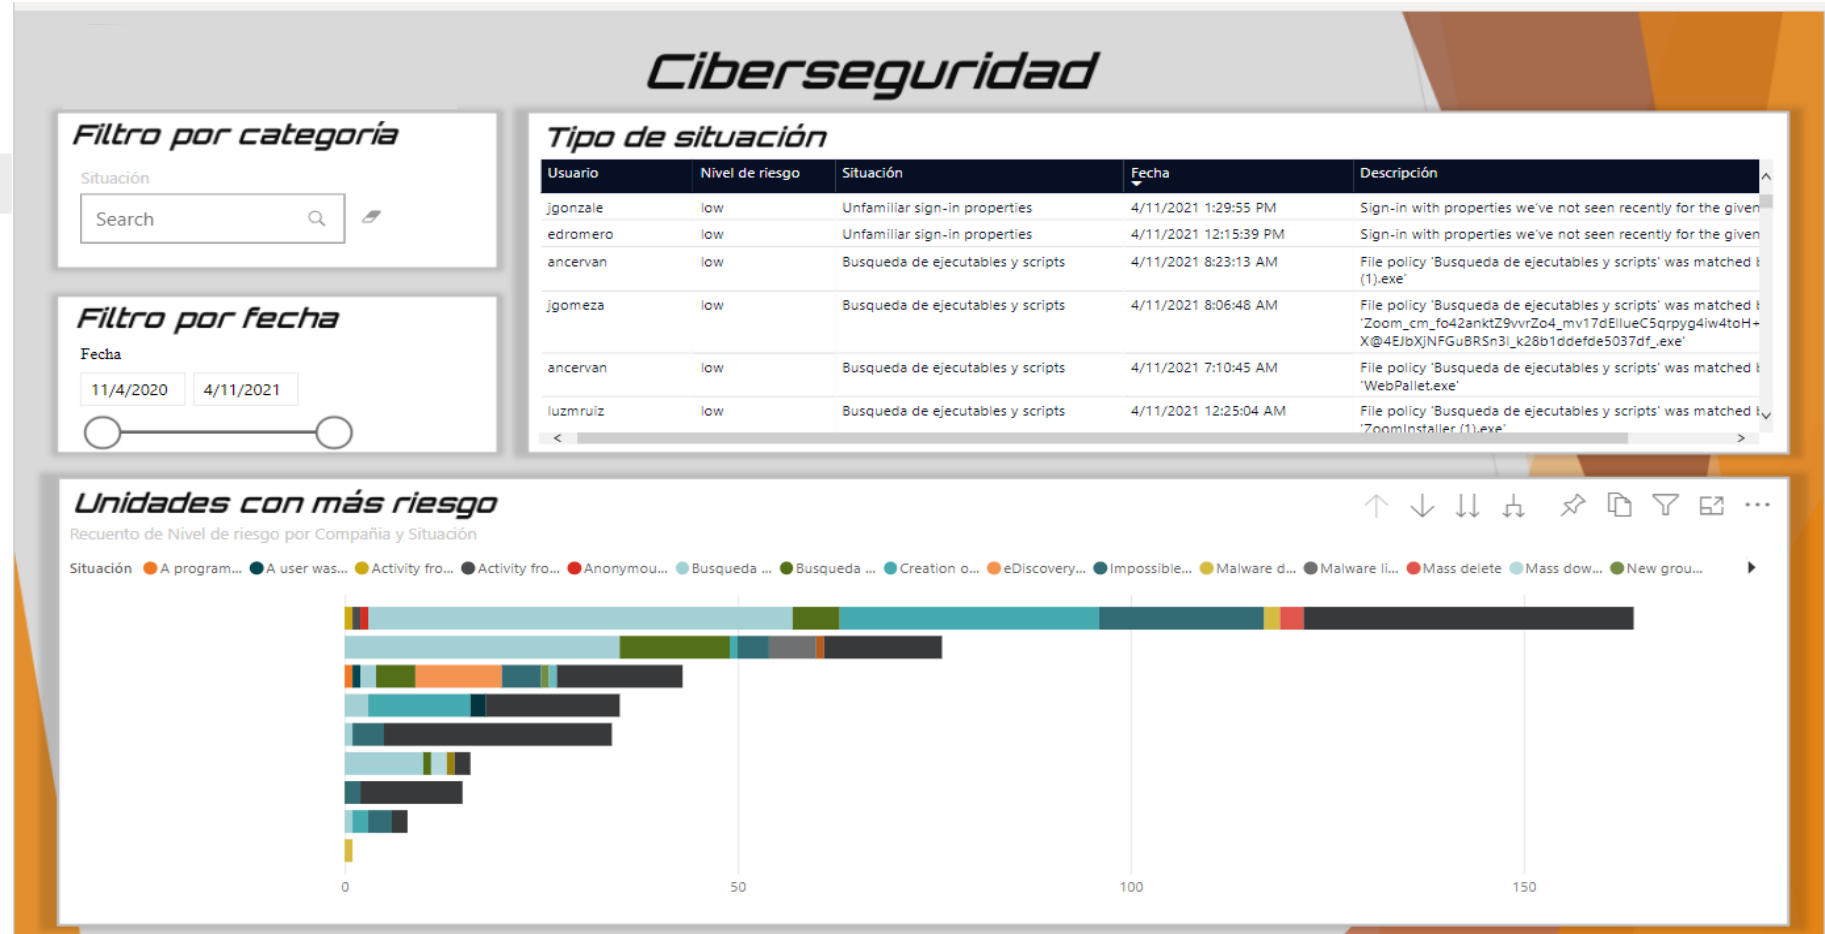 Ciberseguridad
Filtro por categoría
Situación
Search
Filtro por fecha
Fecha
11/4/2020 4/11/2021
Tipo de situación
Usuario Nivel de riesgo Situación Fecha Descripción
jgonzale low Unfamiliar sign-in properties 4/11/2021 1:29:55 PM Sign-in with properties we've not seen recently for the given
edromero low Unfamiliar sign-in properties 4/11/2021 12:15:39 PM Sign-in with properties we've not seen recently for the given
ancervan low Busqueda de ejecutables y scripts 4/11/2021 8:23:13 AM File policy 'Busqueda de ejecutables y scripts' was matched
(1).exe'
jgomeza low Busqueda de ejecutables y scripts 4/11/2021 8:06:48 AM File policy 'Busqueda de ejecutables y scripts' was matched
ancervan low Busqueda de ejecutables y scripts 4/11/2021 7:10:45 AM File policy 'Busqueda de ejecutables y scripts' was matched
'WebPallet.exe'
luzmruiz low Busqueda de ejecutables y scripts 4/11/2021 12:25:04 AM File policy 'Busqueda de ejecutables y scripts' was matched
'ZoomInstaller (1).exe'
Unidades con más riesgo
Recuento de Nivel de riesgo por Compañia y Situación
Situación A program... A user was... Activity fro... Activity fro... Anonymou... Busqueda ... Busqueda ... Creation o... eDiscovery... Impossible... Malware d... Malware li... Mass delete Mass dow... New grou...
0 50 100 150